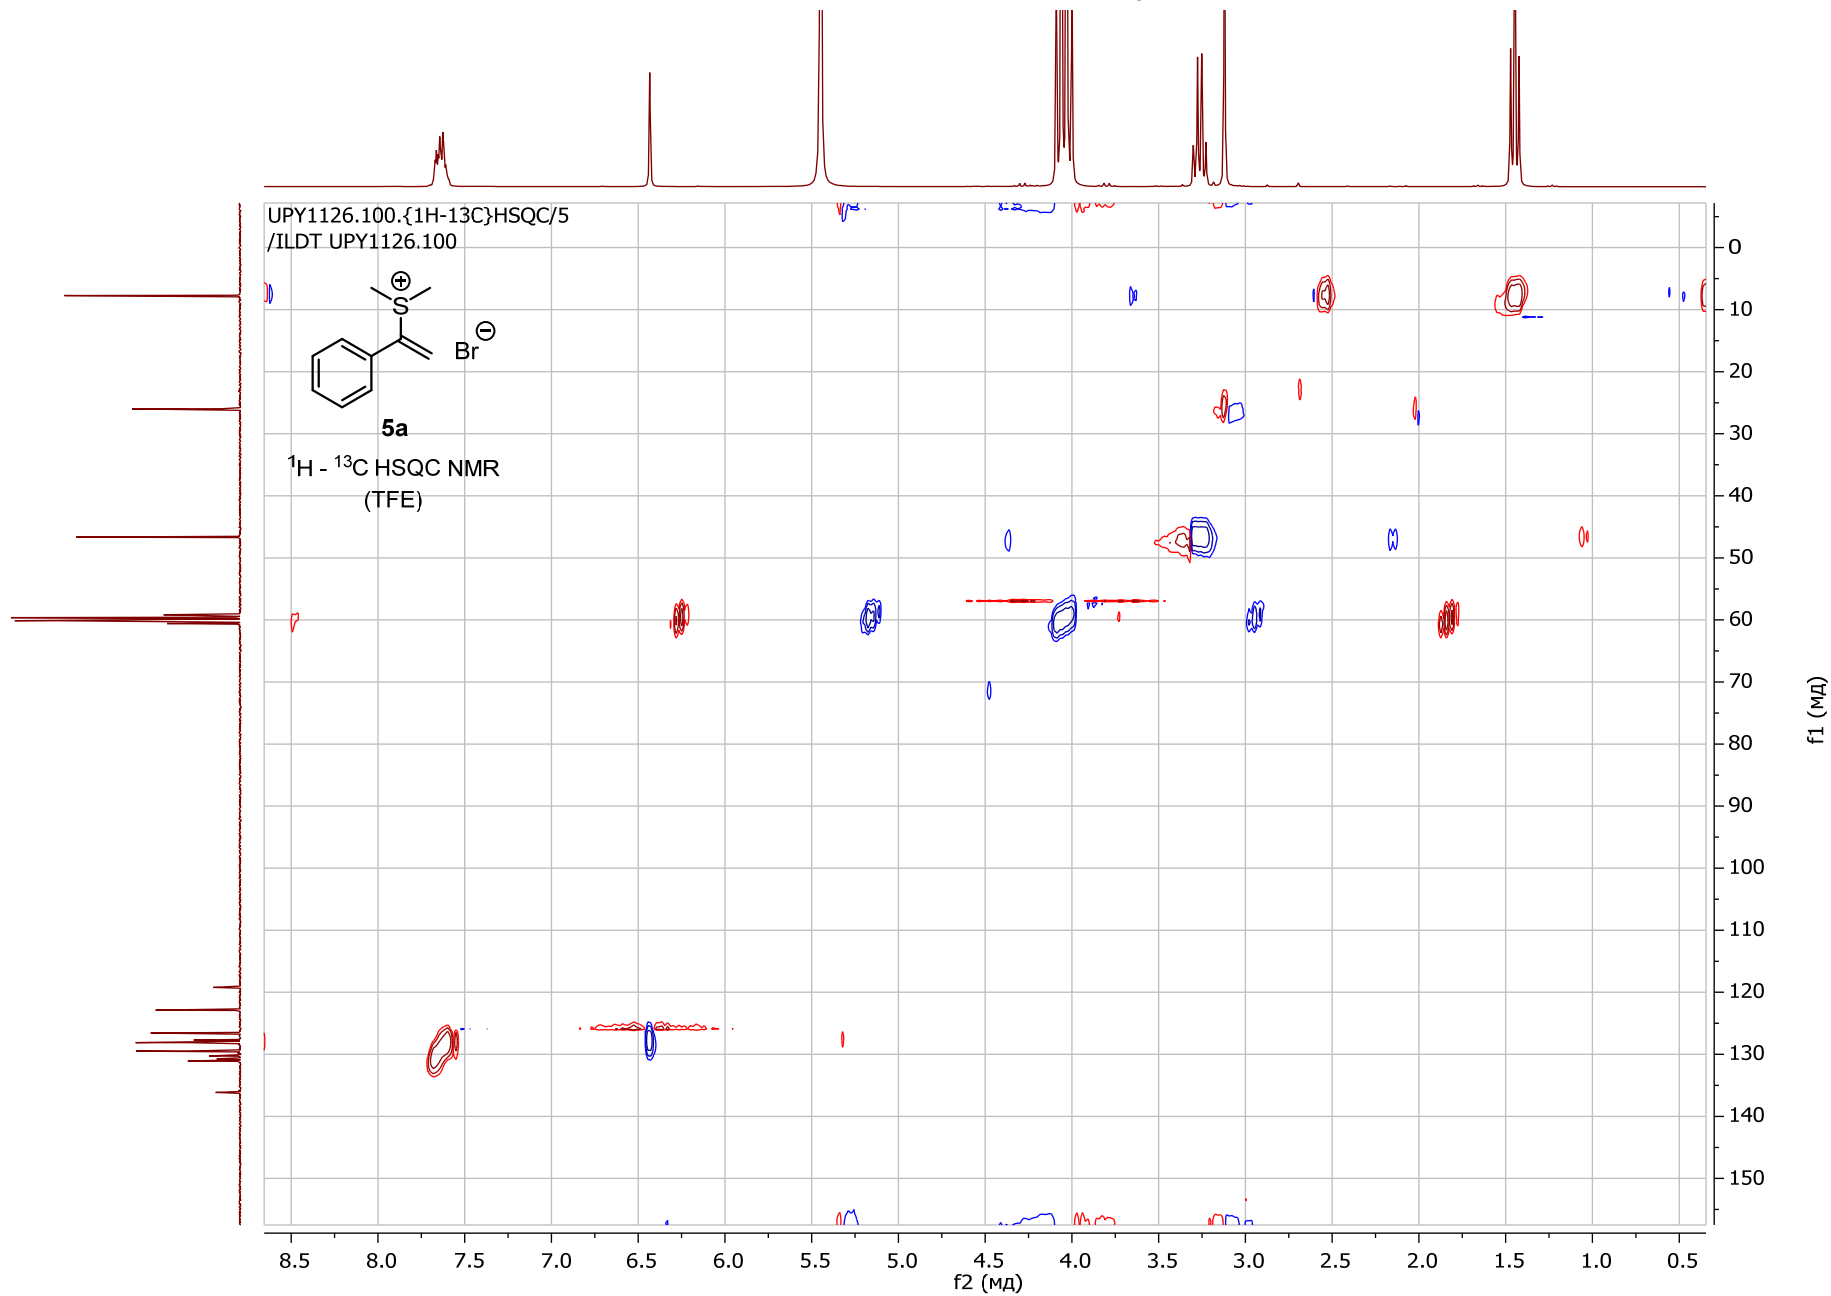 UPY1126.100.{1H-13C}HSQC/5
/ILDT UPY1126.100
S
+
Br
−
5a
¹H - ¹³C HSQC NMR
(TFE)
0
10
20
30
40
50
60
70
80
90
100
110
120
130
140
150
f1 (мд)
8.5 8.0 7.5 7.0 6.5 6.0 5.5 5.0 4.5 4.0 3.5 3.0 2.5 2.0 1.5 1.0 0.5
f2 (мд)